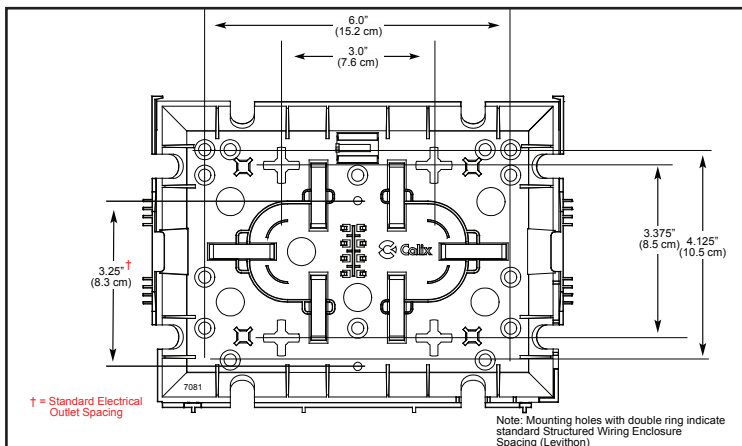 6.0"
(15.2 cm)
3.0"
(7.6 cm)
3.25" †
(8.3 cm)
Calix
3.375"
(8.5 cm)
4.125"
(10.5 cm)
7081
† = Standard Electrical
Outlet Spacing
Note: Mounting holes with double ring indicate
standard Structured Wiring Enclosure
Spacing (Levithon)